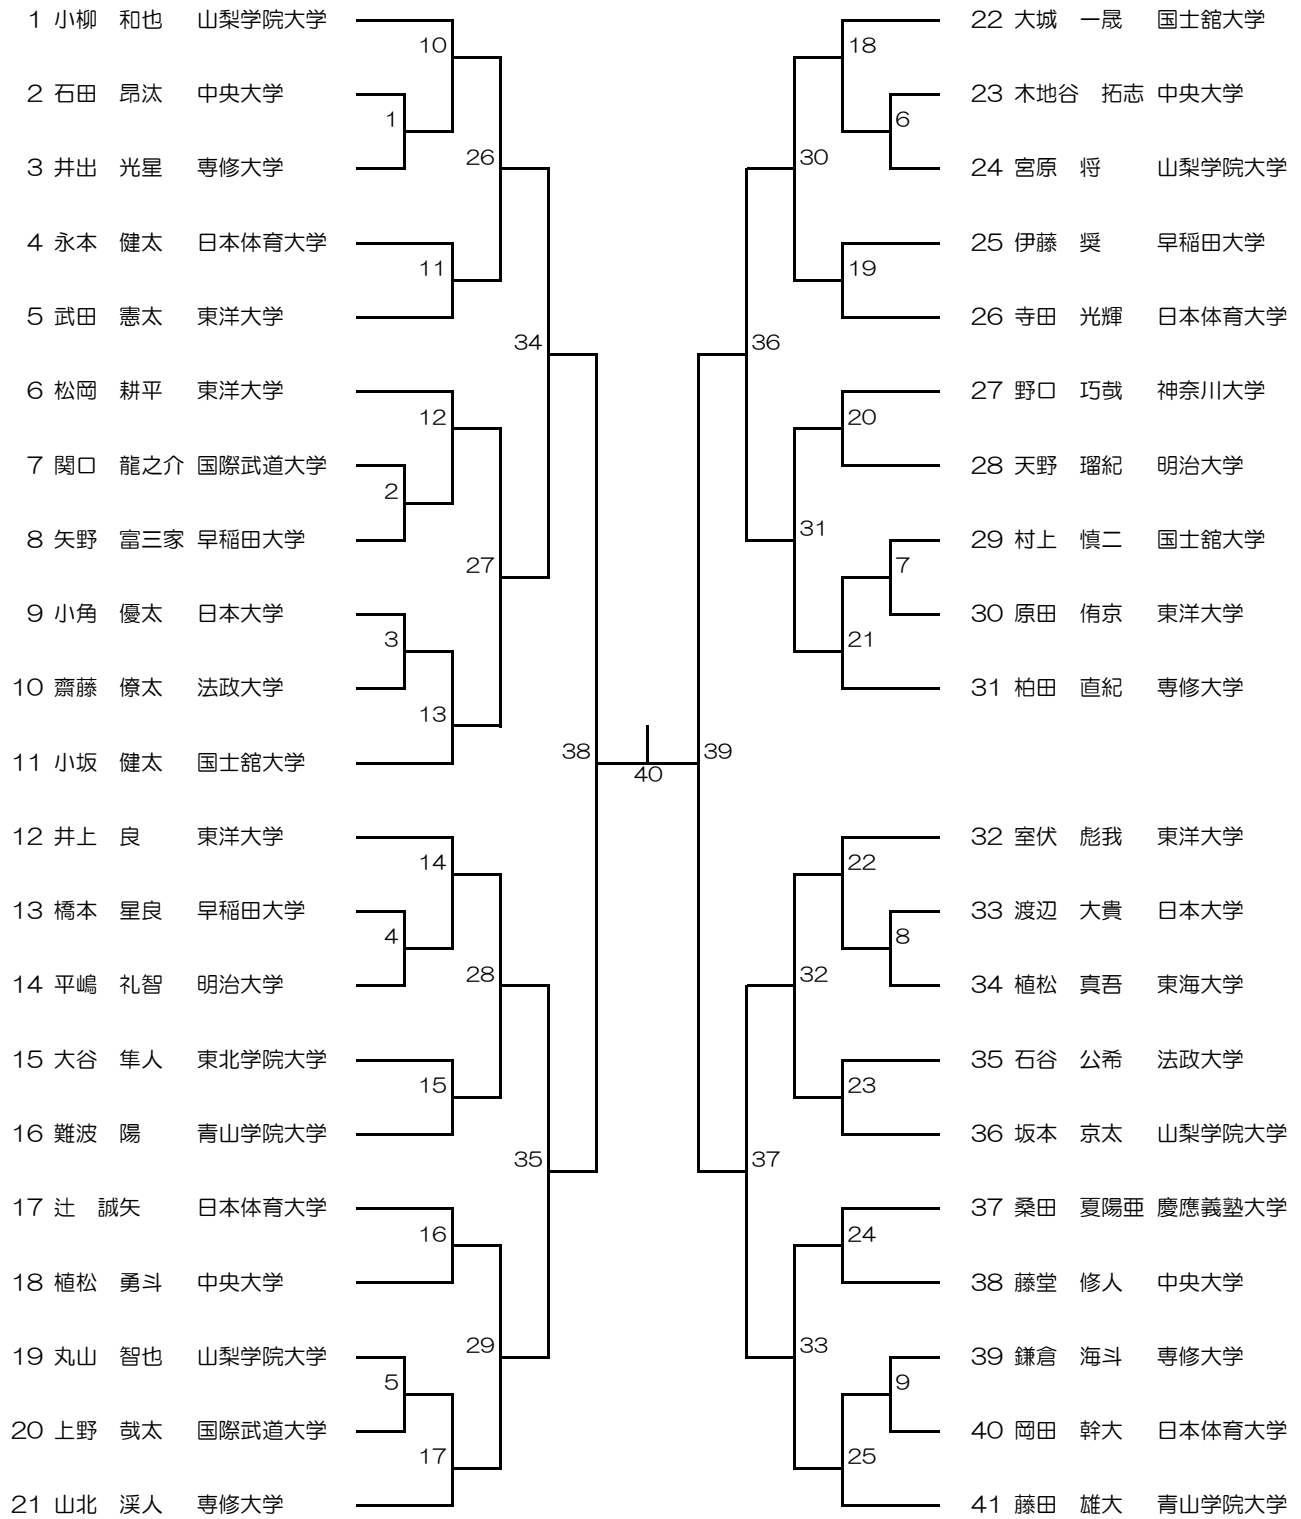 1 小柳 和也 山梨学院大学
2 石田 昂汰 中央大学
3 井出 光星 専修大学
4 永本 健太 日本体育大学
5 武田 憲太 東洋大学
6 松岡 耕平 東洋大学
7 関口 龍之介 国際武道大学
8 矢野 富三家 早稲田大学
9 小角 優太 日本大学
10 齋藤 僚太 法政大学
11 小坂 健太 国士舘大学
12 井上 良 東洋大学
13 橋本 星良 早稲田大学
14 平嶋 礼智 明治大学
15 大谷 隼人 東北学院大学
16 難波 陽 青山学院大学
17 辻 誠矢 日本体育大学
18 植松 勇斗 中央大学
19 丸山 智也 山梨学院大学
20 上野 哉太 国際武道大学
21 山北 渓人 専修大学
1
2
3
4
5
10
11
12
13
14
15
16
17
26
27
28
29
34
35
38
40
39
36
37
30
31
32
33
18
19
20
21
22
23
24
25
6
7
8
9
22 大城 一晟 国士舘大学
23 木地谷 拓志 中央大学
24 宮原 将 山梨学院大学
25 伊藤 奨 早稲田大学
26 寺田 光輝 日本体育大学
27 野口 巧哉 神奈川大学
28 天野 瑠紀 明治大学
29 村上 慎二 国士舘大学
30 原田 侑京 東洋大学
31 柏田 直紀 専修大学
32 室伏 彪我 東洋大学
33 渡辺 大貴 日本大学
34 植松 真吾 東海大学
35 石谷 公希 法政大学
36 坂本 京太 山梨学院大学
37 桑田 夏陽亜 慶應義塾大学
38 藤堂 修人 中央大学
39 鎌倉 海斗 専修大学
40 岡田 幹大 日本体育大学
41 藤田 雄大 青山学院大学